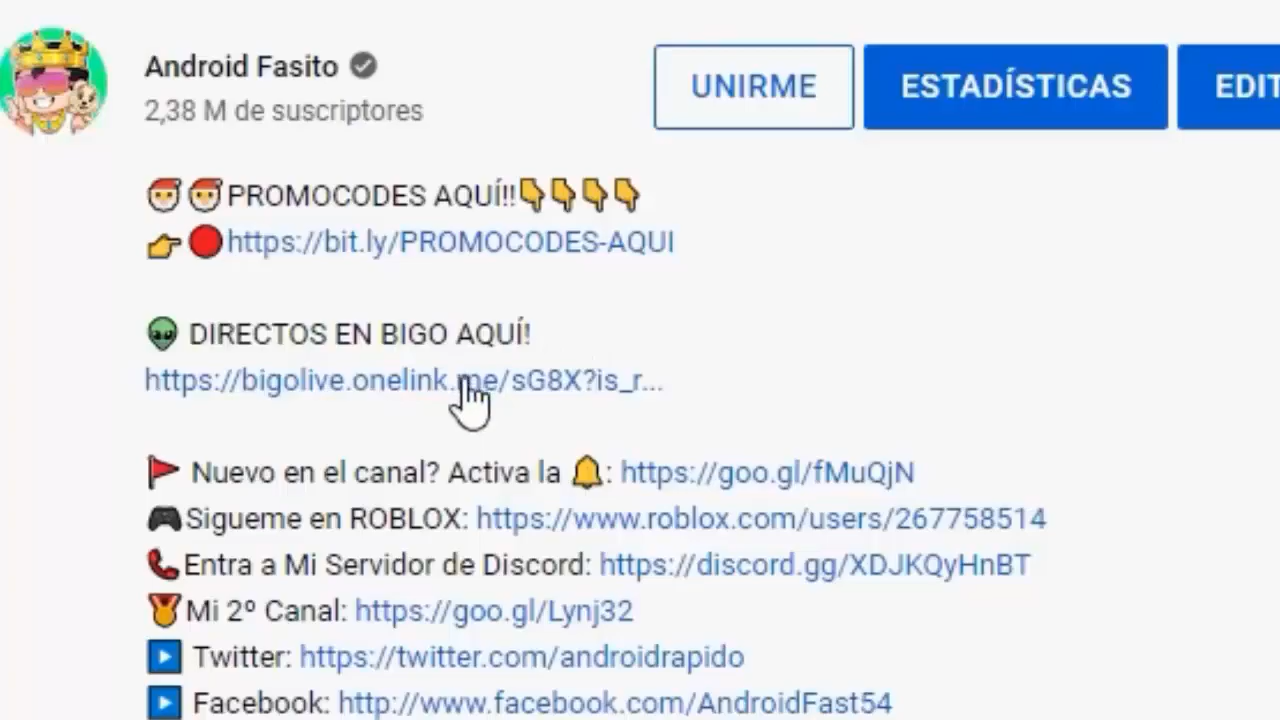 Android Fasito
2,38 M de suscriptores
UNIRME
ESTADÍSTICAS
EDIT
PROMOCODES AQUÍ!!
https://bit.ly/PROMOCODES-AQUI
DIRECTOS EN BIGO AQUÍ!
https://bigolive.onelink.me/sG8X?is_r...
Nuevo en el canal? Activa la : https://goo.gl/fMuQjN
Sigueme en ROBLOX: https://www.roblox.com/users/267758514
Entra a Mi Servidor de Discord: https://discord.gg/XDJKQyHnBT
Mi 2º Canal: https://goo.gl/Lynj32
Twitter: https://twitter.com/androidrapido
Facebook: http://www.facebook.com/AndroidFast54